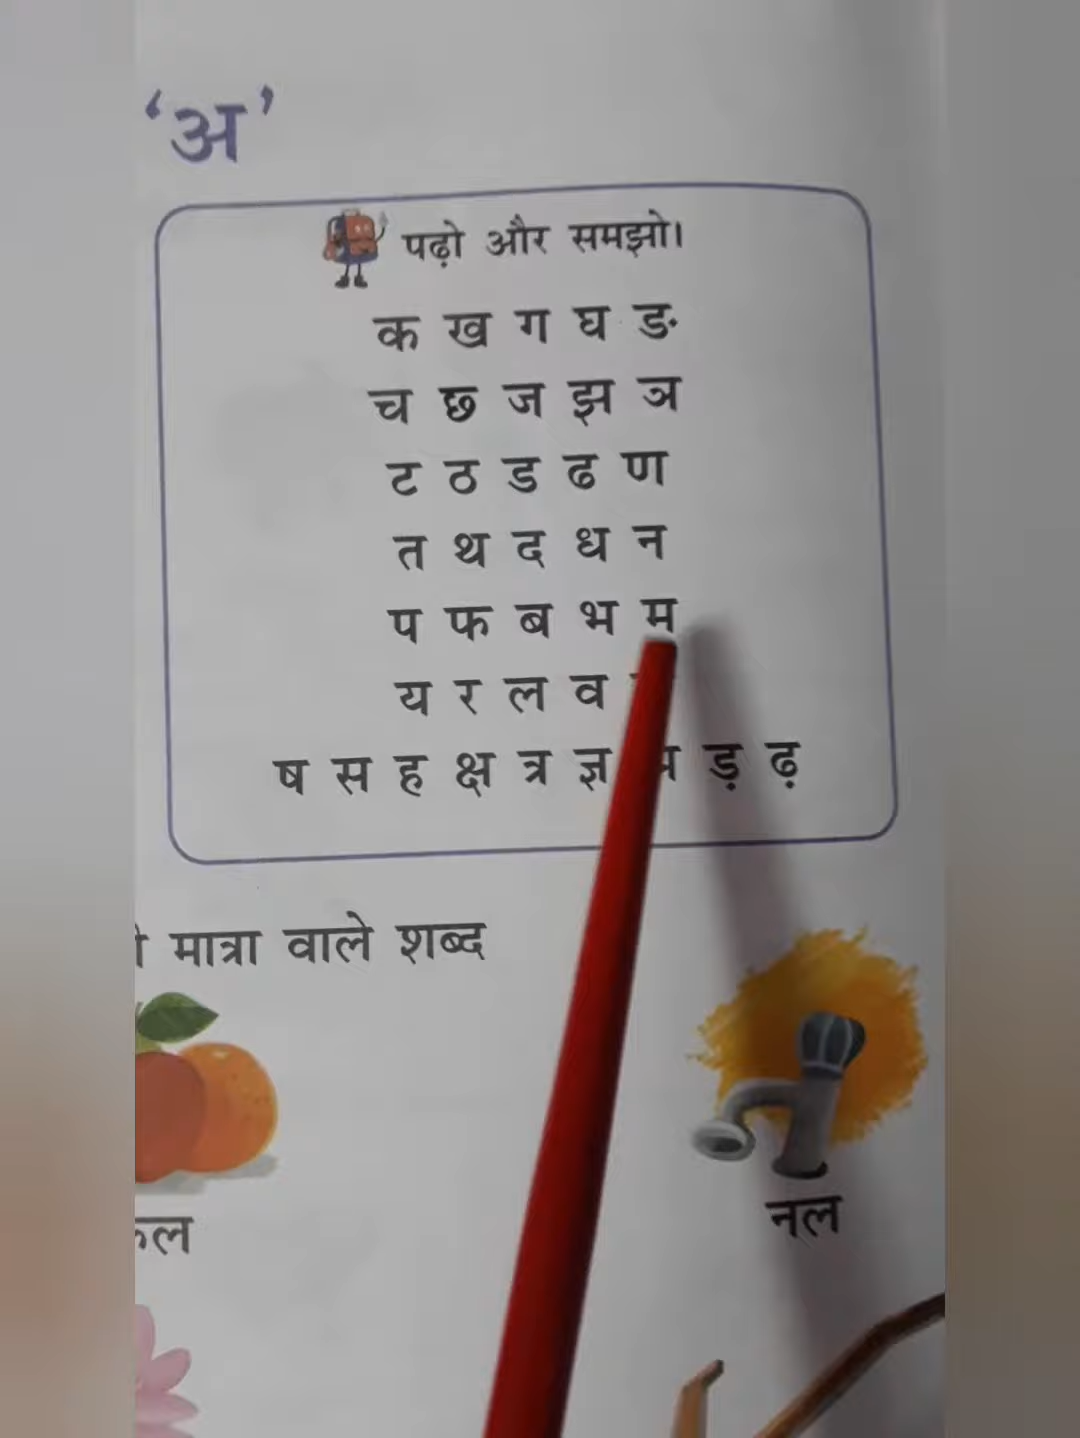 ‘अ’
पढ़ो और समझो।
क ख ग घ ङ
च छ ज झ ञ
ट ठ ड ढ ण
त थ द ध न
प फ ब भ म
य र ल व
ष स ह क्ष त्र ज्ञ ड़ ढ़
मात्रा वाले शब्द
नल